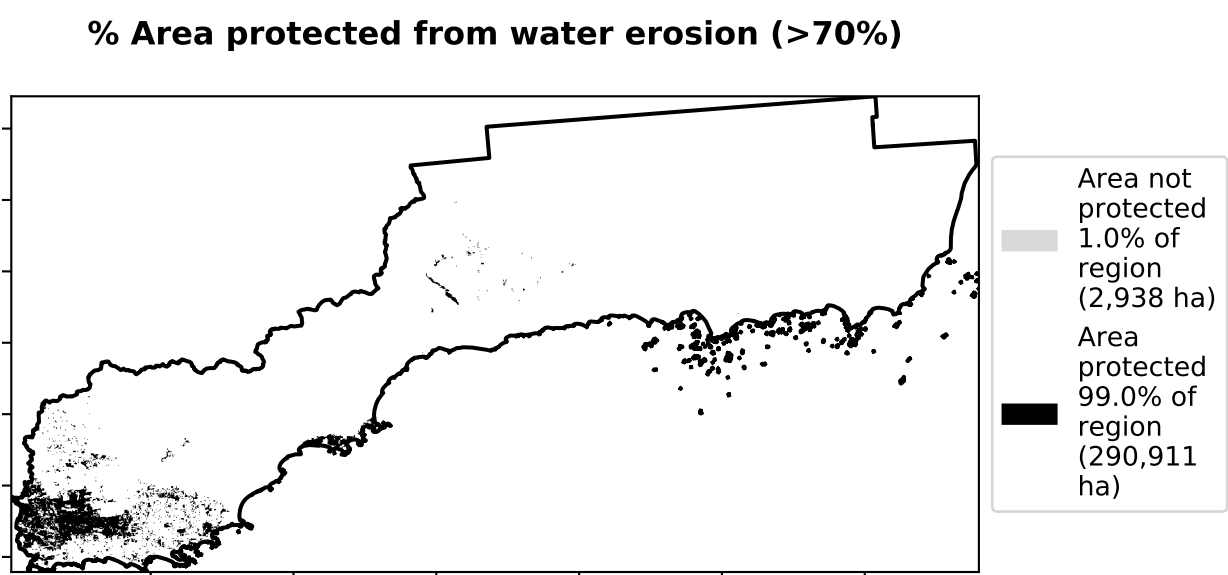 % Area protected from water erosion (>70%)
Area not
protected
1.0% of
region
(2,938 ha)
Area
protected
99.0% of
region
(290,911
ha)